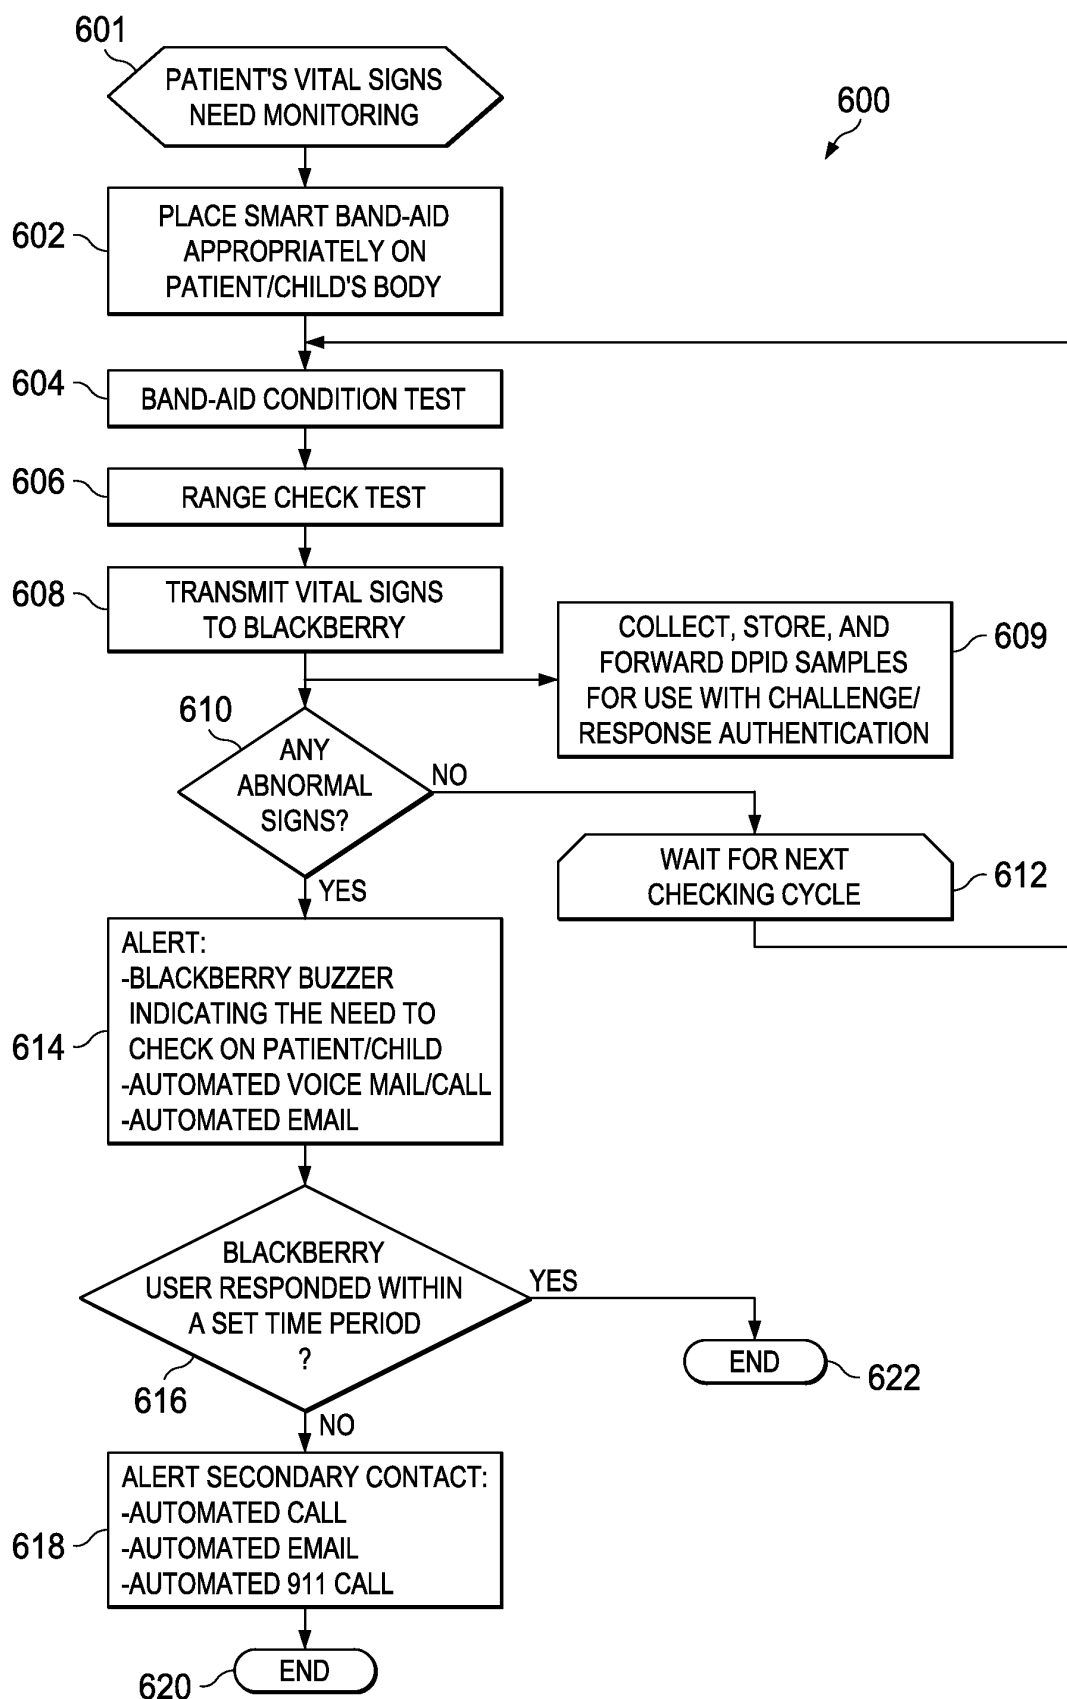 601
PATIENT'S VITAL SIGNS
NEED MONITORING
600
602
PLACE SMART BAND-AID
APPROPRIATELY ON
PATIENT/CHILD'S BODY
604
BAND-AID CONDITION TEST
606
RANGE CHECK TEST
608
TRANSMIT VITAL SIGNS
TO BLACKBERRY
COLLECT, STORE, AND
FORWARD DPID SAMPLES
FOR USE WITH CHALLENGE/
RESPONSE AUTHENTICATION
609
610
ANY
ABNORMAL
SIGNS?
NO
YES
WAIT FOR NEXT
CHECKING CYCLE
612
614
ALERT:
-BLACKBERRY BUZZER
INDICATING THE NEED TO
CHECK ON PATIENT/CHILD
-AUTOMATED VOICE MAIL/CALL
-AUTOMATED EMAIL
BLACKBERRY
USER RESPONDED WITHIN
A SET TIME PERIOD
?
616
YES
END
622
NO
618
ALERT SECONDARY CONTACT:
-AUTOMATED CALL
-AUTOMATED EMAIL
-AUTOMATED 911 CALL
END
620